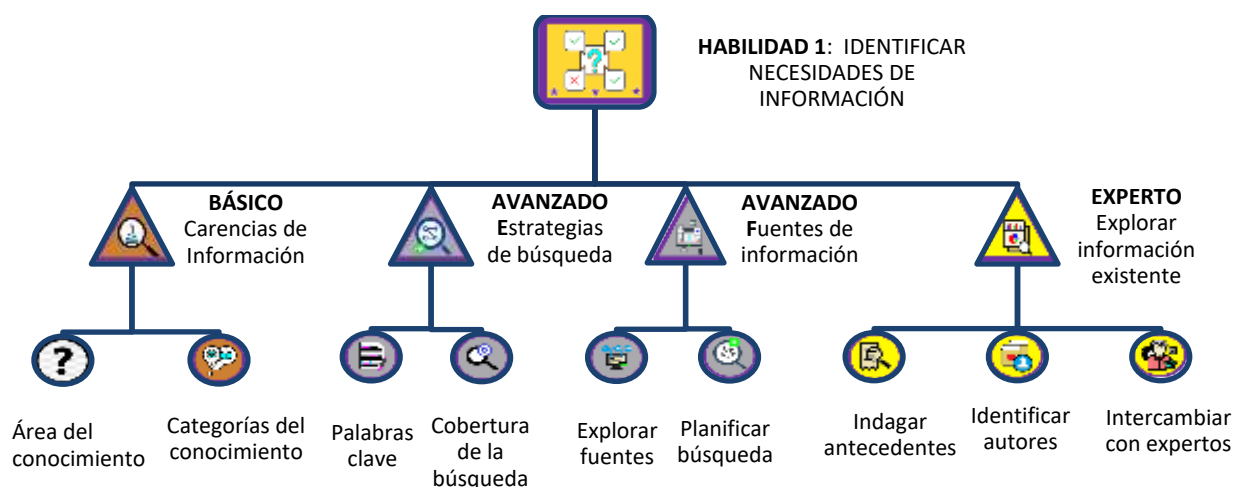 HABILIDAD 1: IDENTIFICAR
NECESIDADES DE
INFORMACIÓN
BÁSICO
Carencias de
Información
AVANZADO
Estrategias
de búsqueda
AVANZADO
Fuentes de
información
EXPERTO
Explorar
información
existente
Área del
conocimiento
Categorías del
conocimiento
Palabras
clave
Cobertura
de la
búsqueda
Explorar
fuentes
Planificar
búsqueda
Indagar
antecedentes
Identificar
autores
Intercambiar
con expertos